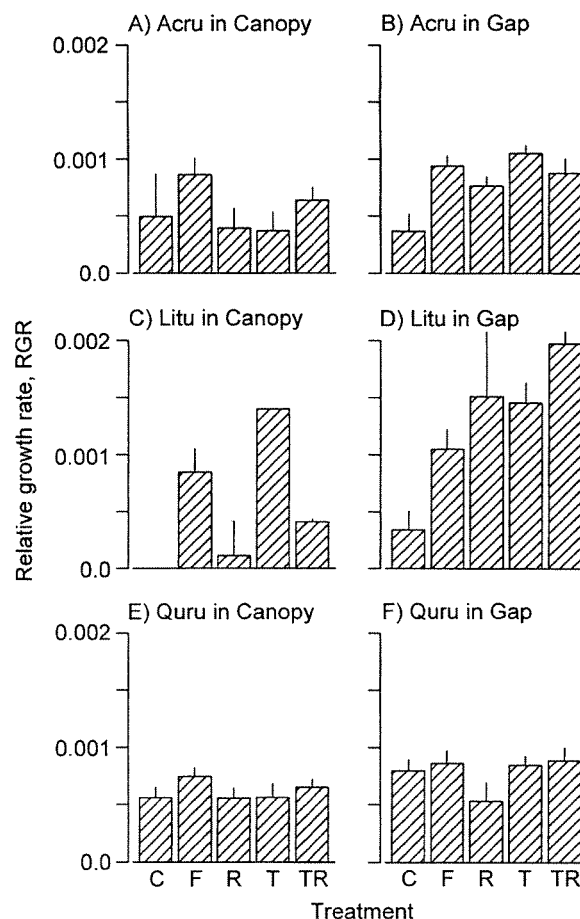 A) Acru in Canopy
B) Acru in Gap
0.002
0.001
0.0
C) Litu in Canopy
D) Litu in Gap
0.002
0.001
0.0
E) Quru in Canopy
F) Quru in Gap
0.002
0.001
0.0
Relative growth rate, RGR
C F R T TR
C F R T TR
Treatment